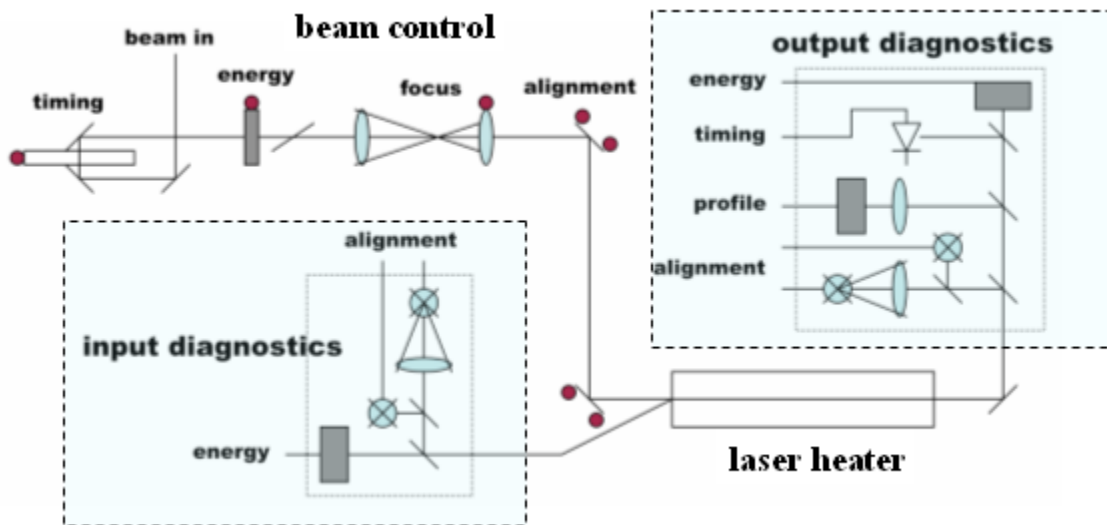 beam control
beam in
energy
timing
focus
alignment
output diagnostics
energy
timing
profile
alignment
alignment
input diagnostics
energy
laser heater